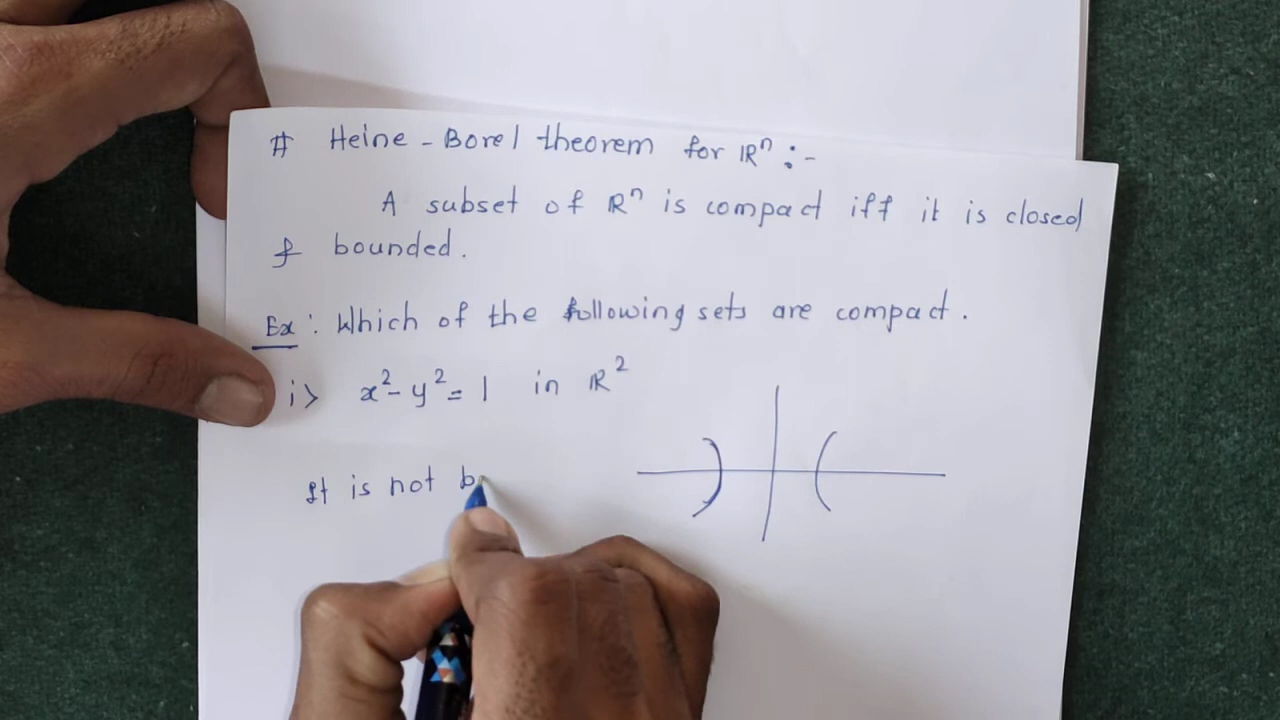 # Heine-Borel theorem for ℝⁿ :-
A subset of ℝⁿ is compact iff it is closed
& bounded.
Ex : Which of the following sets are compact.
i> x²-y²=1 in ℝ²
It is not b